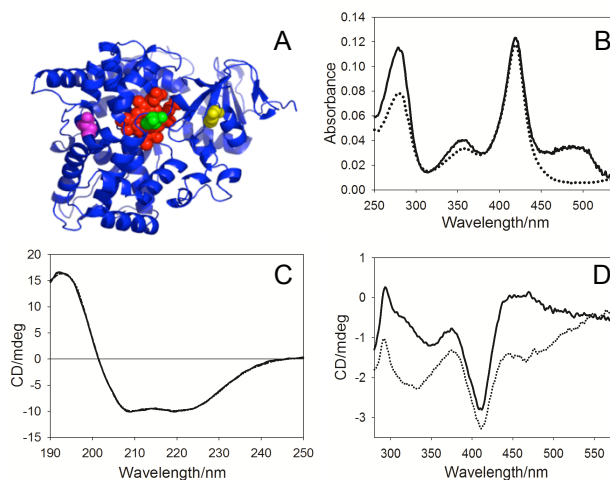 A
B
Absorbance
0.14
0.12
0.10
0.08
0.06
0.04
0.02
0.00
250 300 350 400 450 500
Wavelength/nm
C
CD/mdeg
20
15
10
5
0
-5
-10
-15
190 200 210 220 230 240 250
Wavelength/nm
D
CD/mdeg
1
0
-1
-2
-3
300 350 400 450 500 550
Wavelength/nm